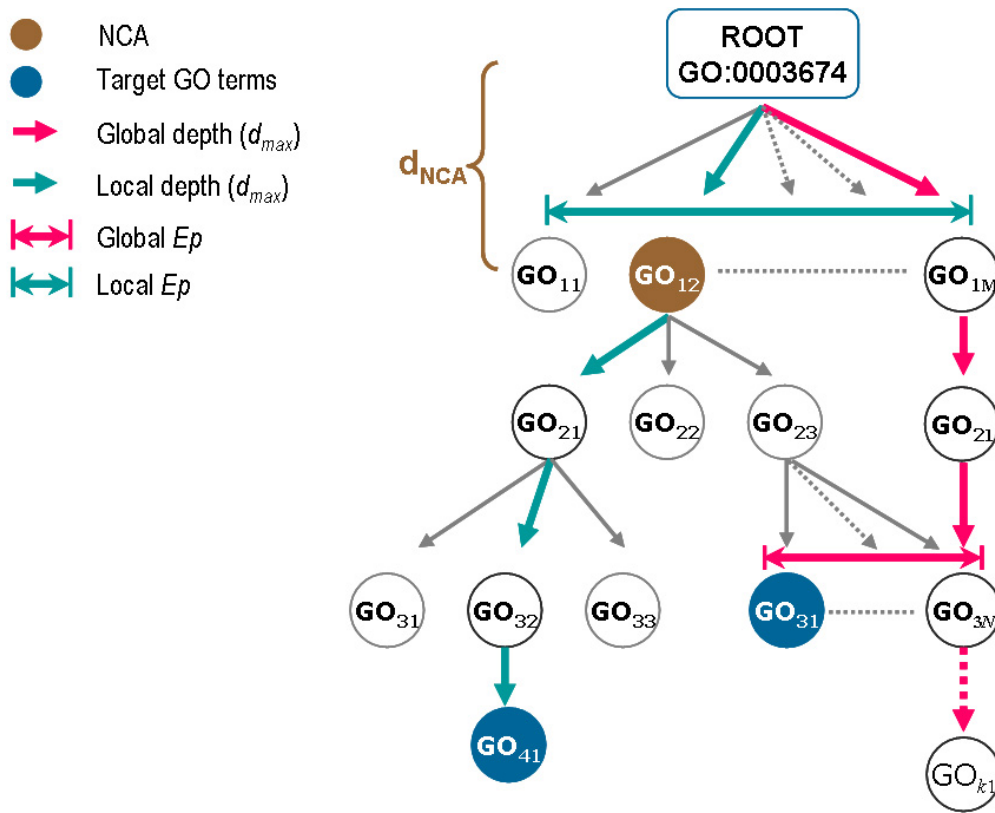 NCA
Target GO terms
Global depth (dmax)
Local depth (dmax)
Global Ep
Local Ep
ROOT
GO:0003674
dNCA
GO11
GO12
GO1M
GO21
GO22
GO23
GO2L
GO31
GO32
GO33
GO31
GO3N
GO41
GOk1